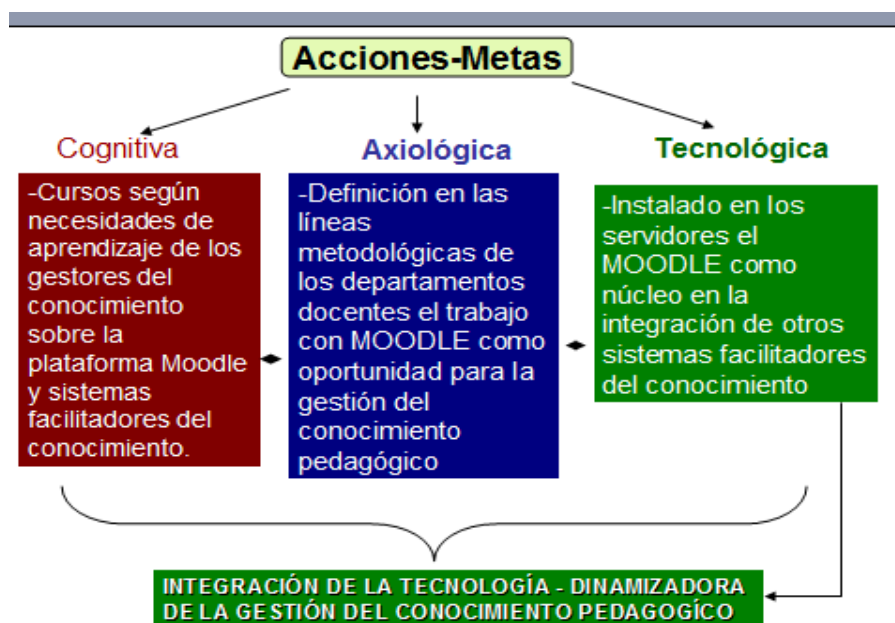 Acciones-Metas
Cognitiva
-Cursos según
necesidades de
aprendizaje de los
gestores del
conocimiento
sobre la
plataforma Moodle
y sistemas
facilitadores del
conocimiento.
Axiológica
-Definición en las
líneas
metodológicas de
los departamentos
docentes el trabajo
con MOODLE como
oportunidad para la
gestión del
conocimiento
pedagógico
Tecnológica
-Instalado en los
servidores el
MOODLE como
núcleo en la
integración de otros
sistemas facilitadores
del conocimiento
INTEGRACIÓN DE LA TECNOLOGÍA - DINAMIZADORA
DE LA GESTIÓN DEL CONOCIMIENTO PEDAGOGÍCO